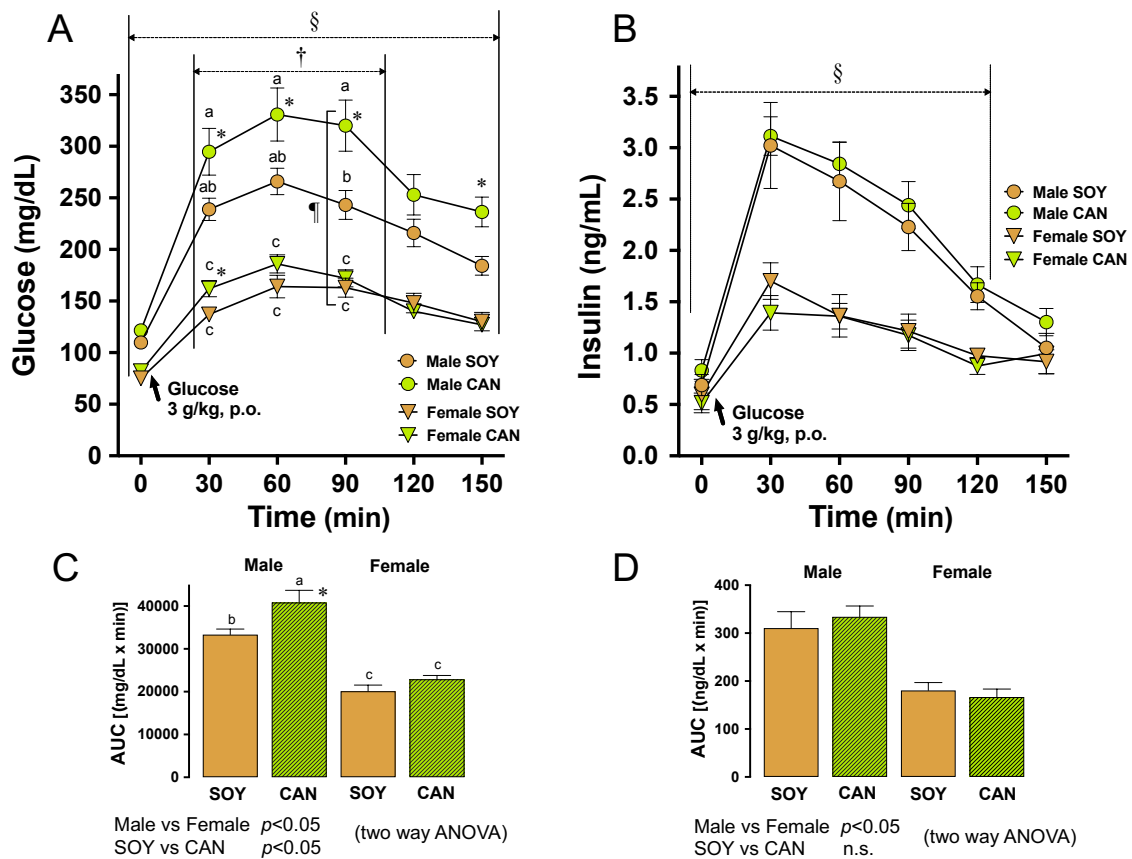 A
§
†
Glucose (mg/dL)
350
300
250
200
150
100
50
0
a
a
a
*
*
*
*
ab
ab
b
¶
c
c
c
*
c
c
c
Glucose
3 g/kg, p.o.
Male SOY
Male CAN
Female SOY
Female CAN
0 30 60 90 120 150
Time (min)
B
§
Insulin (ng/mL)
3.5
3.0
2.5
2.0
1.5
1.0
0.5
0.0
Male SOY
Male CAN
Female SOY
Female CAN
Glucose
3 g/kg, p.o.
0 30 60 90 120 150
Time (min)
C
Male Female
AUC [(mg/dL x min)]
40000
30000
20000
10000
0
b
a
*
c
c
SOY CAN SOY CAN
Male vs Female p<0.05
SOY vs CAN p<0.05
(two way ANOVA)
D
Male Female
AUC [(ng/dL x min)]
400
300
200
100
0
SOY CAN SOY CAN
Male vs Female p<0.05
SOY vs CAN n.s.
(two way ANOVA)